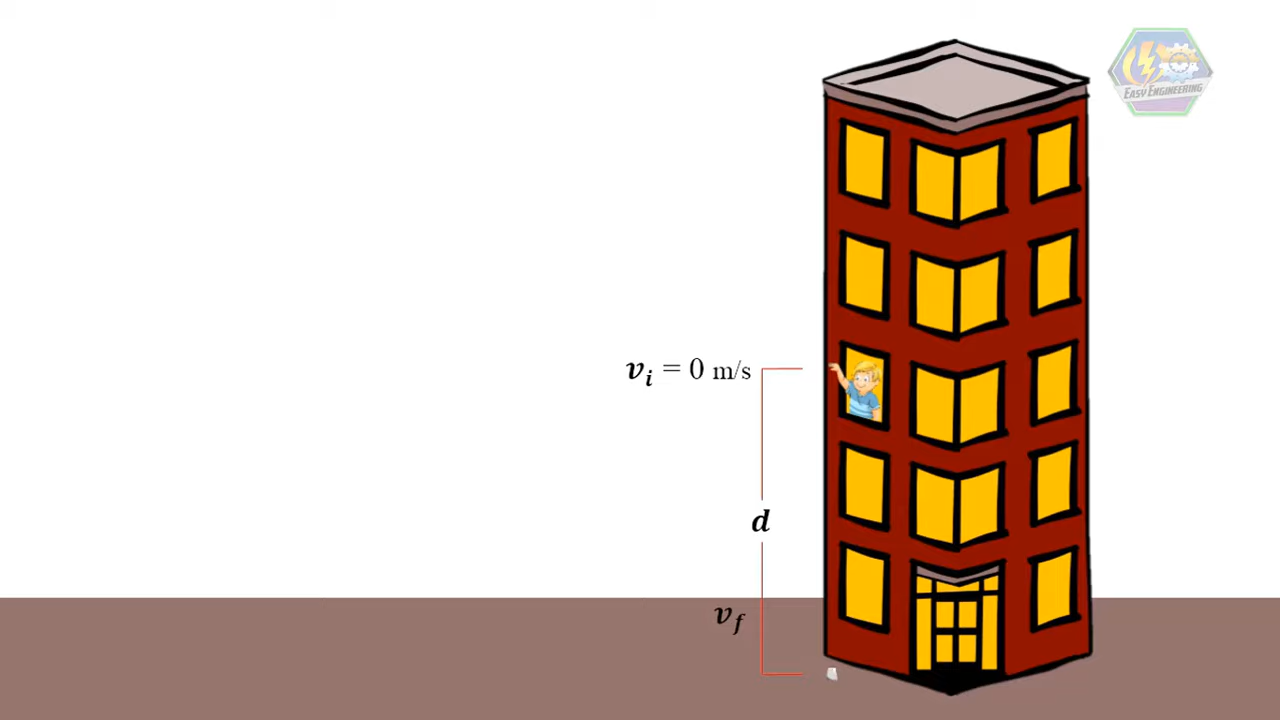 EASY ENGINEERING
v_i = 0 m/s
d
v_f